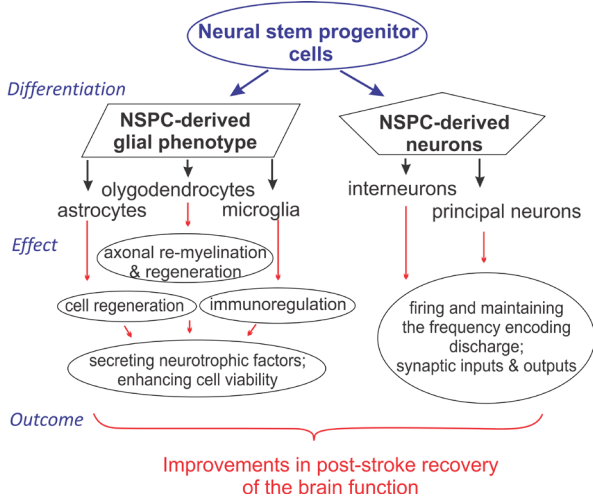 Neural stem progenitor
cells
Differentiation
NSPC-derived
glial phenotype
NSPC-derived
neurons
olygodendrocytes
astrocytes
microglia
interneurons
principal neurons
Effect
axonal re-myelination
& regeneration
cell regeneration
immunoregulation
firing and maintaining
the frequency encoding
discharge;
synaptic inputs & outputs
secreting neurotrophic factors;
enhancing cell viability
Outcome
Improvements in post-stroke recovery
of the brain function